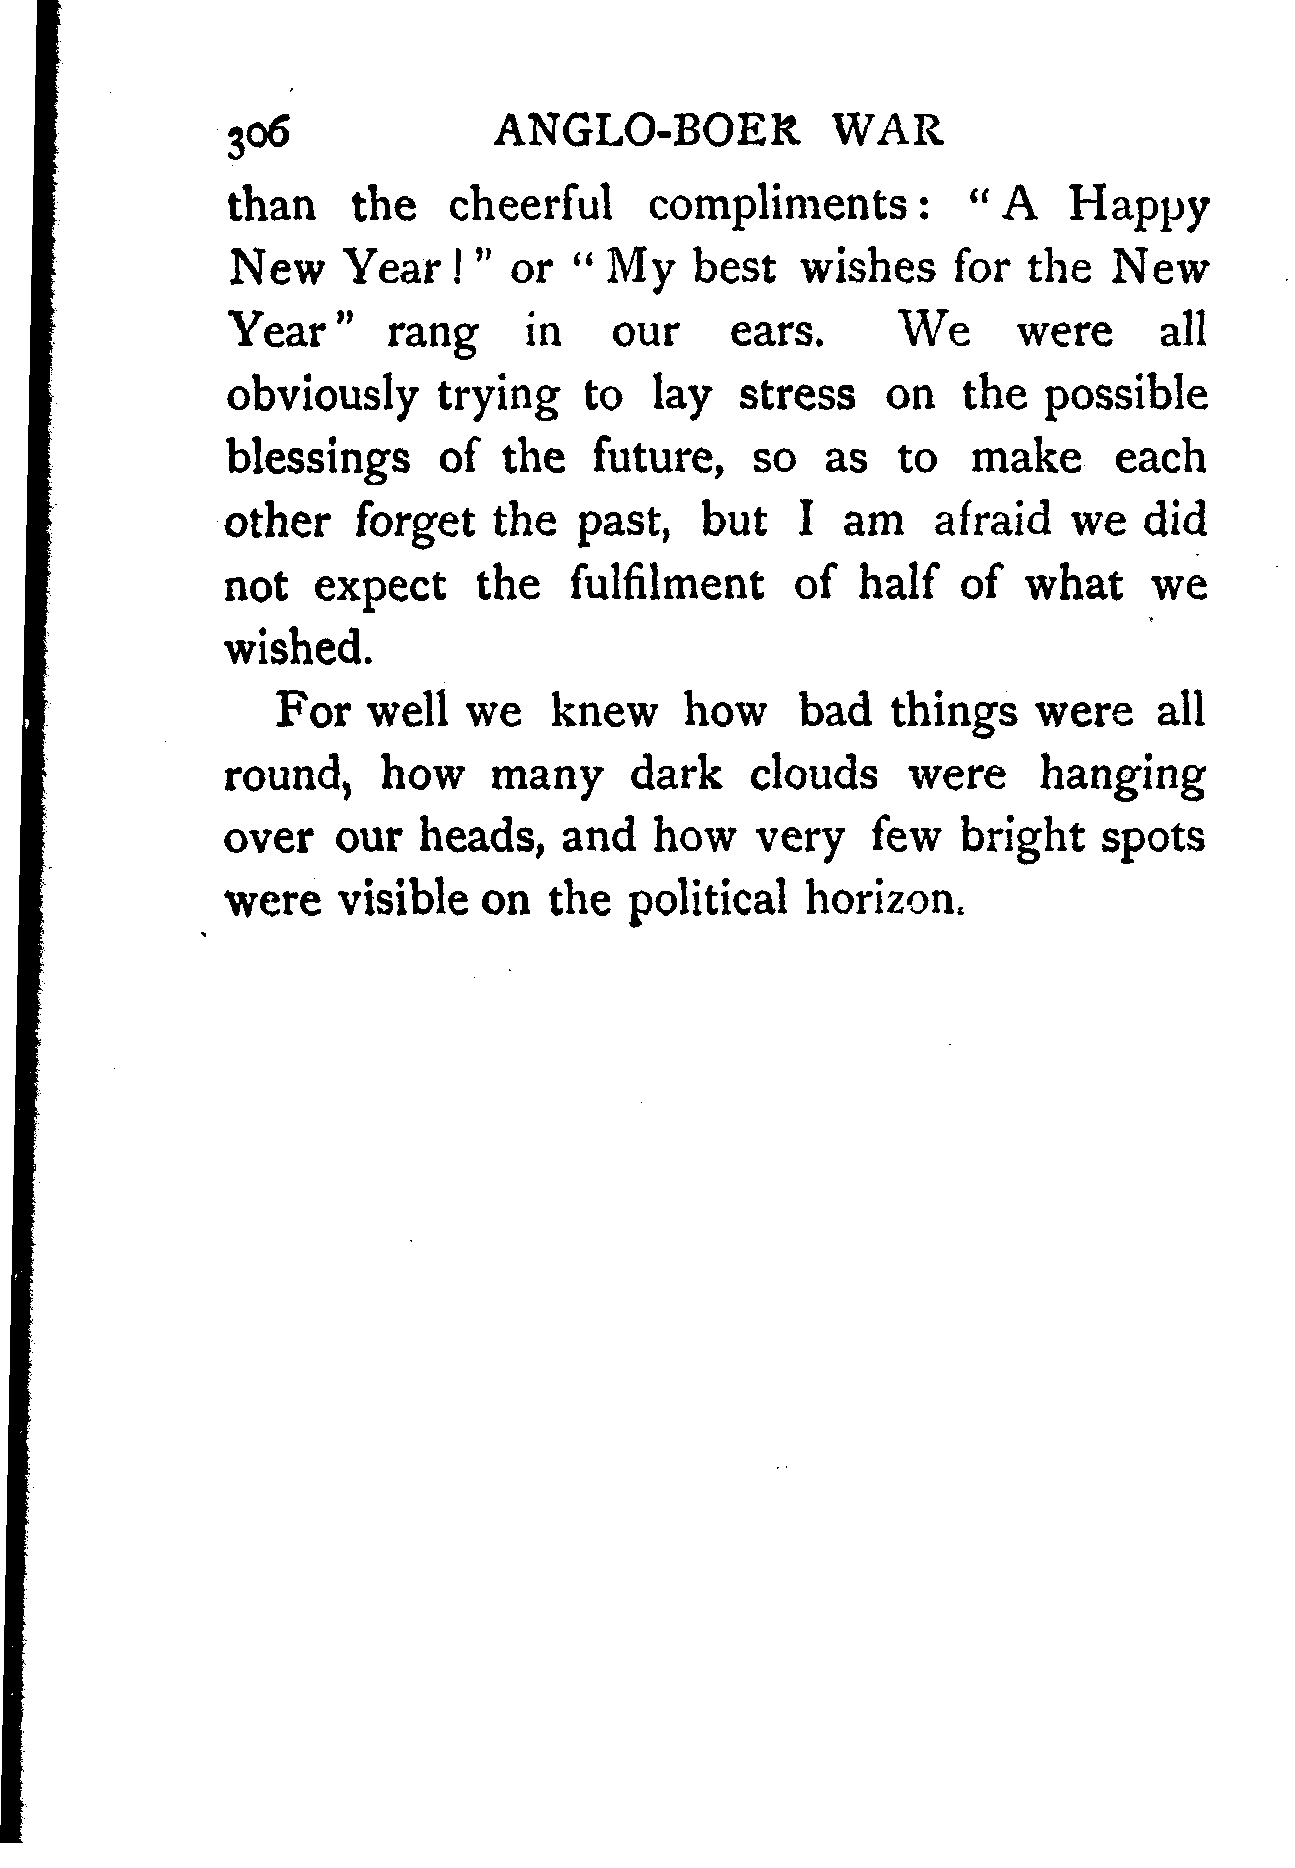 306 ANGLO-BOER WAR
than the cheerful compliments: "A Happy
New Year!" or "My best wishes for the New
Year" rang in our ears. We were all
obviously trying to lay stress on the possible
blessings of the future, so as to make each
other forget the past, but I am afraid we did
not expect the fulfilment of half of what we
wished.
For well we knew how bad things were all
round, how many dark clouds were hanging
over our heads, and how very few bright spots
were visible on the political horizon.